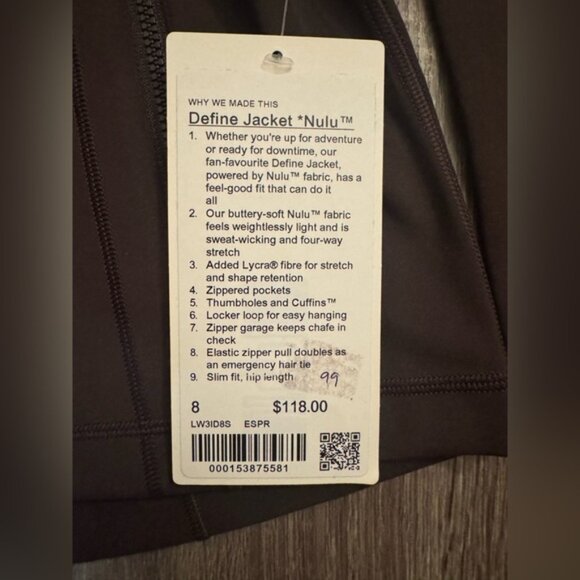 WHY WE MADE THIS
Define Jacket *Nulu™
1. Whether you're up for adventure
or ready for downtime, our
fan-favourite Define Jacket,
powered by Nulu™ fabric, has a
feel-good fit that can do it
all
2. Our buttery-soft Nulu™ fabric
feels weightlessly light and is
sweat-wicking and four-way
stretch
3. Added Lycra® fibre for stretch
and shape retention
4. Zippered pockets
5. Thumbholes and Cuffins™
6. Locker loop for easy hanging
7. Zipper garage keeps chafe in
check
8. Elastic zipper pull doubles as
an emergency hair tie
9. Slim fit, hip length 99
8 $118.00
LW3ID8S ESPR
000153875581